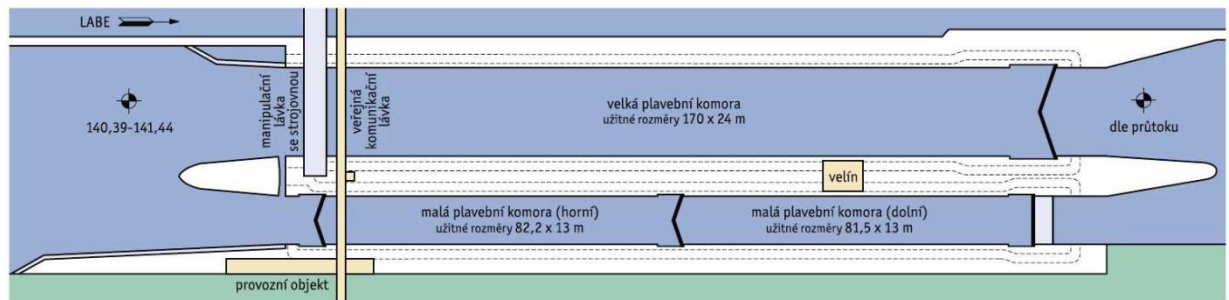 LABE
140,39-141,44
manipulační
lávka
se strojovnou
veřejná
komunikační
lávka
velká plavební komora
užitné rozměry 170 x 24 m
dle průtoku
velín
malá plavební komora (horní)
užitné rozměry 82,2 x 13 m
malá plavební komora (dolní)
užitné rozměry 81,5 x 13 m
provozní objekt